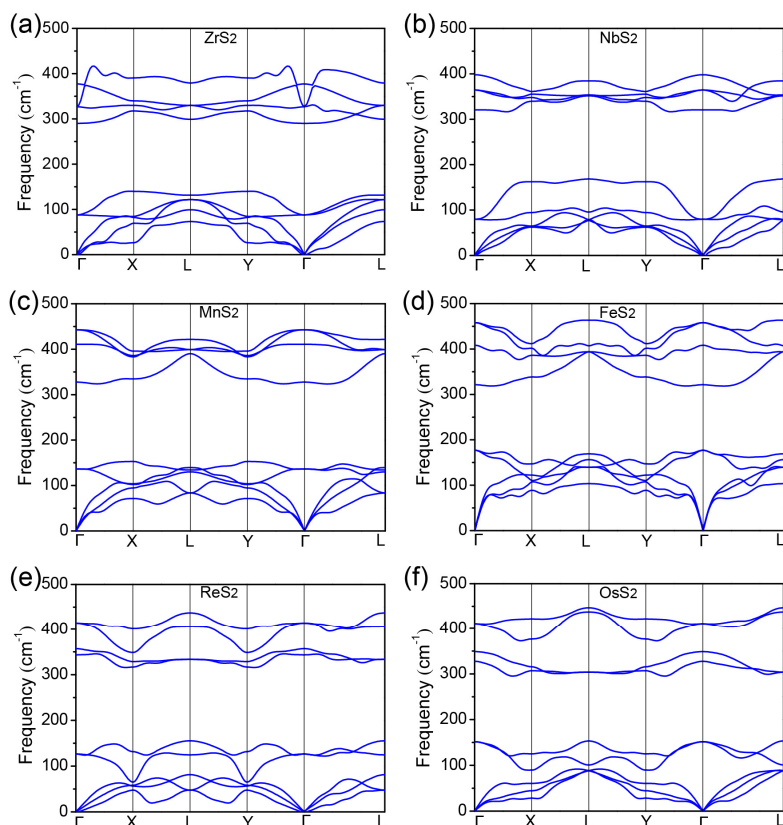 (a)
ZrS2
500
400
300
200
100
0
Frequency (cm-1)
Γ X L Y Γ L
(b)
NbS2
500
400
300
200
100
0
Frequency (cm-1)
Γ X L Y Γ L
(c)
MnS2
500
400
300
200
100
0
Frequency (cm-1)
Γ X L Y Γ L
(d)
FeS2
500
400
300
200
100
0
Frequency (cm-1)
Γ X L Y Γ L
(e)
ReS2
500
400
300
200
100
0
Frequency (cm-1)
Γ X L Y Γ L
(f)
OsS2
500
400
300
200
100
0
Frequency (cm-1)
Γ X L Y Γ L